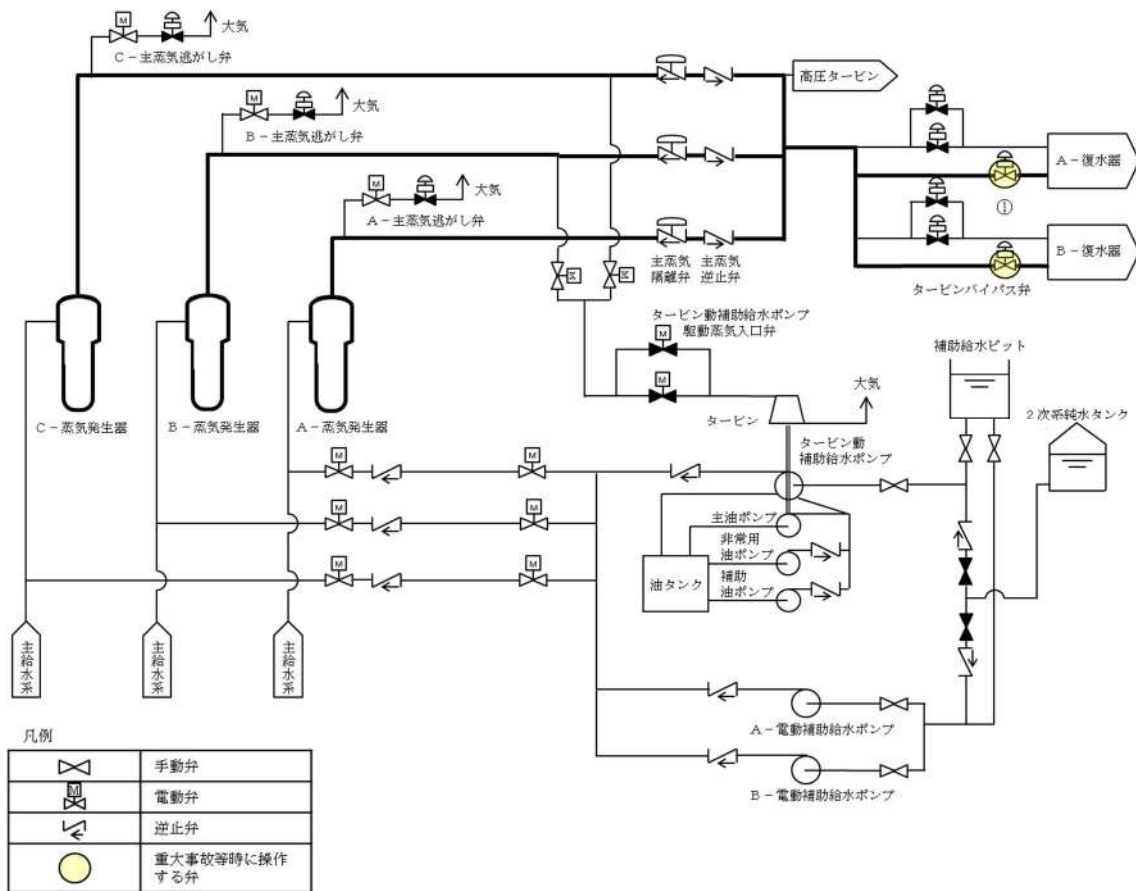 大気
C－主蒸気逃がし弁
高圧タービン
大気
B－主蒸気逃がし弁
A－復水器
①
大気
A－主蒸気逃がし弁
B－復水器
主蒸気
隔離弁
主蒸気
逆止弁
タービンバイパス弁
タービン動補助給水ポンプ
駆動蒸気入口弁
補助給水ピット
大気
2次系純水タンク
C－蒸気発生器
B－蒸気発生器
A－蒸気発生器
タービン
タービン動
補助給水ポンプ
主油ポンプ
非常用
油ポンプ
補助
油ポンプ
油タンク
主給水系
主給水系
主給水系
A－電動補助給水ポンプ
B－電動補助給水ポンプ
凡例
手動弁
M
電動弁
逆止弁
重大事故等時に操作
する弁
M
M
M
M
M
M
M
M
M
M
M
M
M